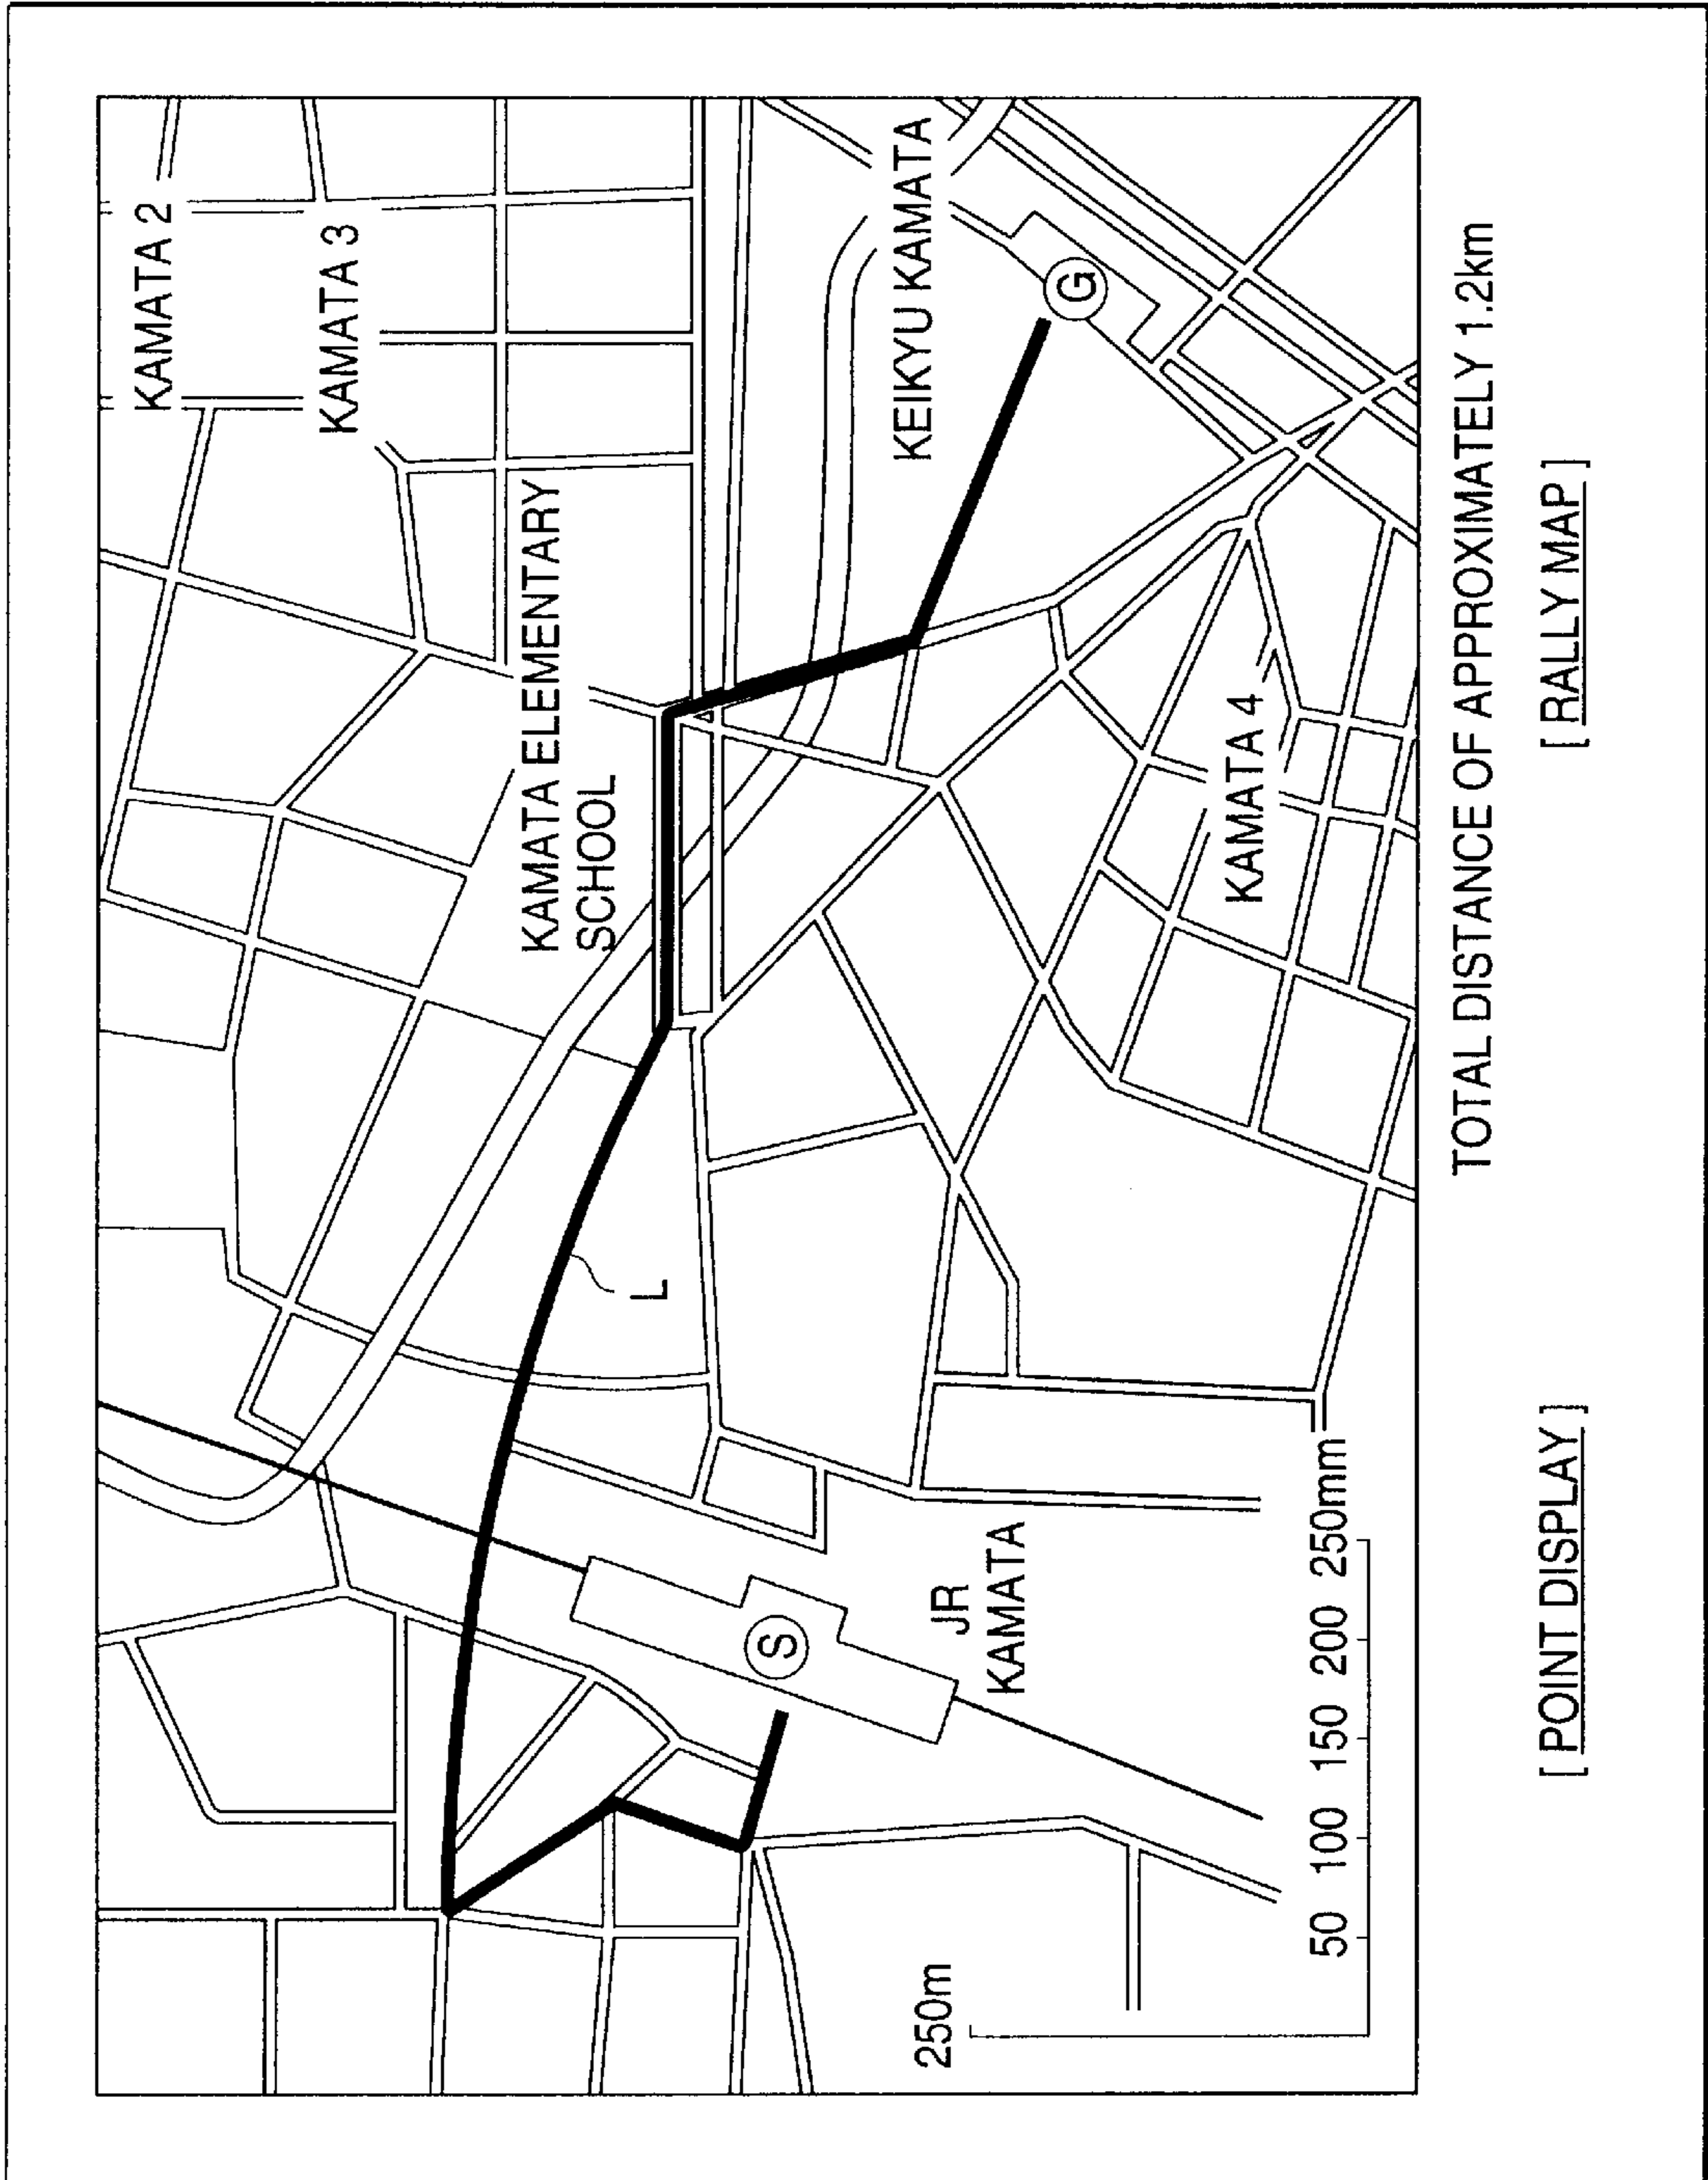 KAMATA 2
KAMATA 3
KAMATA ELEMENTARY
SCHOOL
L
KEIKYU KAMATA
G
S
JR
KAMATA
KAMATA 4
250m
50 100 150 200 250mm
TOTAL DISTANCE OF APPROXIMATELY 1.2km
[ POINT DISPLAY ]
[ RALLY MAP ]